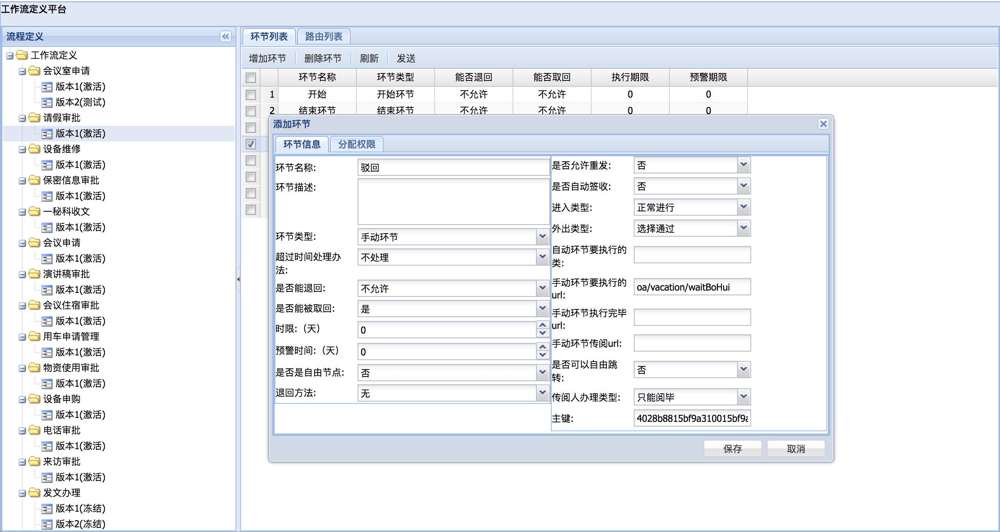 工作流定义平台
流程定义
工作流定义
会议室申请
版本1(激活)
版本2(测试)
请假审批
版本1(激活)
设备维修
版本1(激活)
保密信息审批
版本1(激活)
一秘科收文
版本1(激活)
会议申请
版本1(激活)
演讲稿审批
版本1(激活)
会议住宿审批
版本1(激活)
用车申请管理
版本1(激活)
物资使用审批
版本1(激活)
设备申购
版本1(激活)
电话审批
版本1(激活)
来访审批
版本1(激活)
发文办理
版本1(冻结)
版本2(冻结)
环节列表 路由列表
增加环节 删除环节 刷新 发送
环节名称 环节类型 能否退回 能否取回 执行期限 预警期限
1 开始 开始环节 不允许 不允许 0 0
2 结束环节 结束环节 不允许 不允许 0 0
添加环节
环节信息 分配权限
环节名称: 驳回
环节描述:
环节类型: 手动环节
超过时间处理办
法:
不处理
是否能退回: 不允许
是否能被取回: 是
时限:（天） 0
预警时间:（天） 0
是否是自由节点: 否
退回方法: 无
是否允许重发: 否
是否自动签收: 否
进入类型: 正常进行
外出类型: 选择通过
自动环节要执行的
类:
手动环节要执行的
url:
oa/vacation/waitBoHui
手动环节执行完毕
url:
手动环节传阅url:
是否可以自由跳
转:
否
传阅人办理类型: 只能阅毕
主键: 4028b8815bf9a310015bf9a
保存 取消